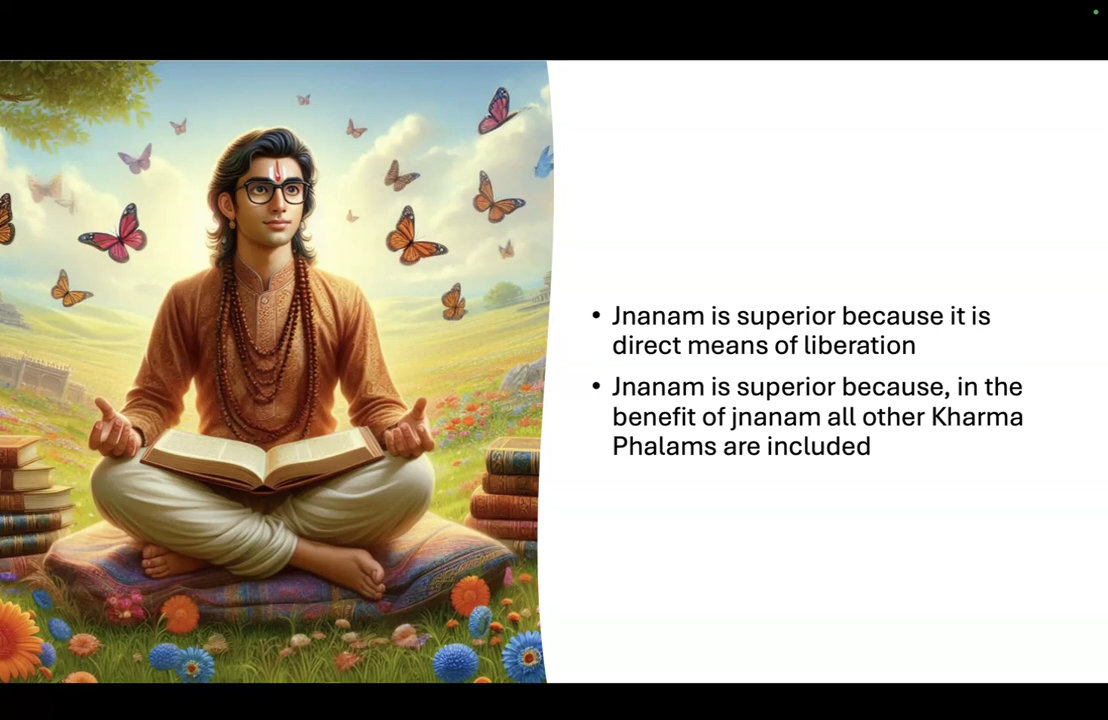 • Jnanam is superior because it is
direct means of liberation
• Jnanam is superior because, in the
benefit of jnanam all other Kharma
Phalams are included